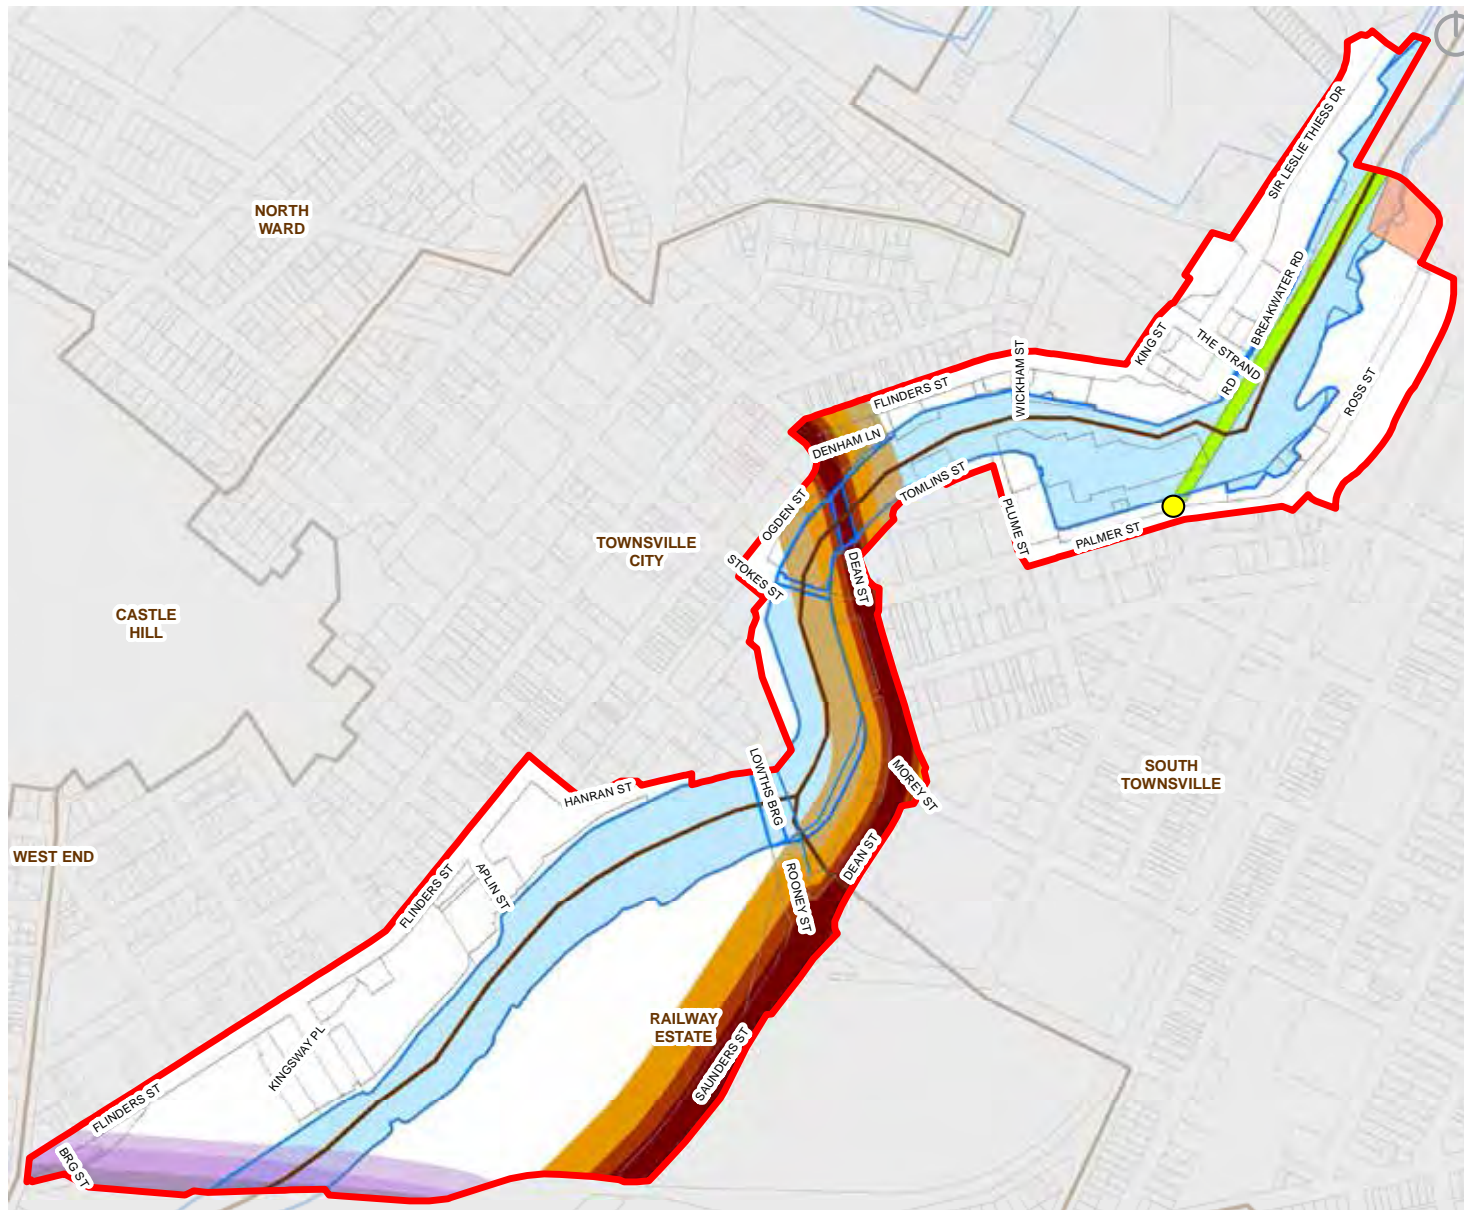 SIR LESLIE THIESS DR
NORTH
WARD
BREAKWATER RD
KING ST
THE STRAND
RD
WICKHAM ST
FLINDERS ST
ROSS ST
DENHAM LN
TOMLINS ST
OGDEN ST
PLUME ST
PALMER ST
TOWNSVILLE
CITY
STOKES ST
DEAN ST
CASTLE
HILL
SOUTH
TOWNSVILLE
LOWTHS BRG
MOREY ST
HANRAN ST
WEST END
DEAN ST
APLIN ST
FLINDERS ST
ROONEY ST
RAILWAY
ESTATE
KINGSWAY PL
SAUNDERS ST
FLINDERS ST
BRG ST